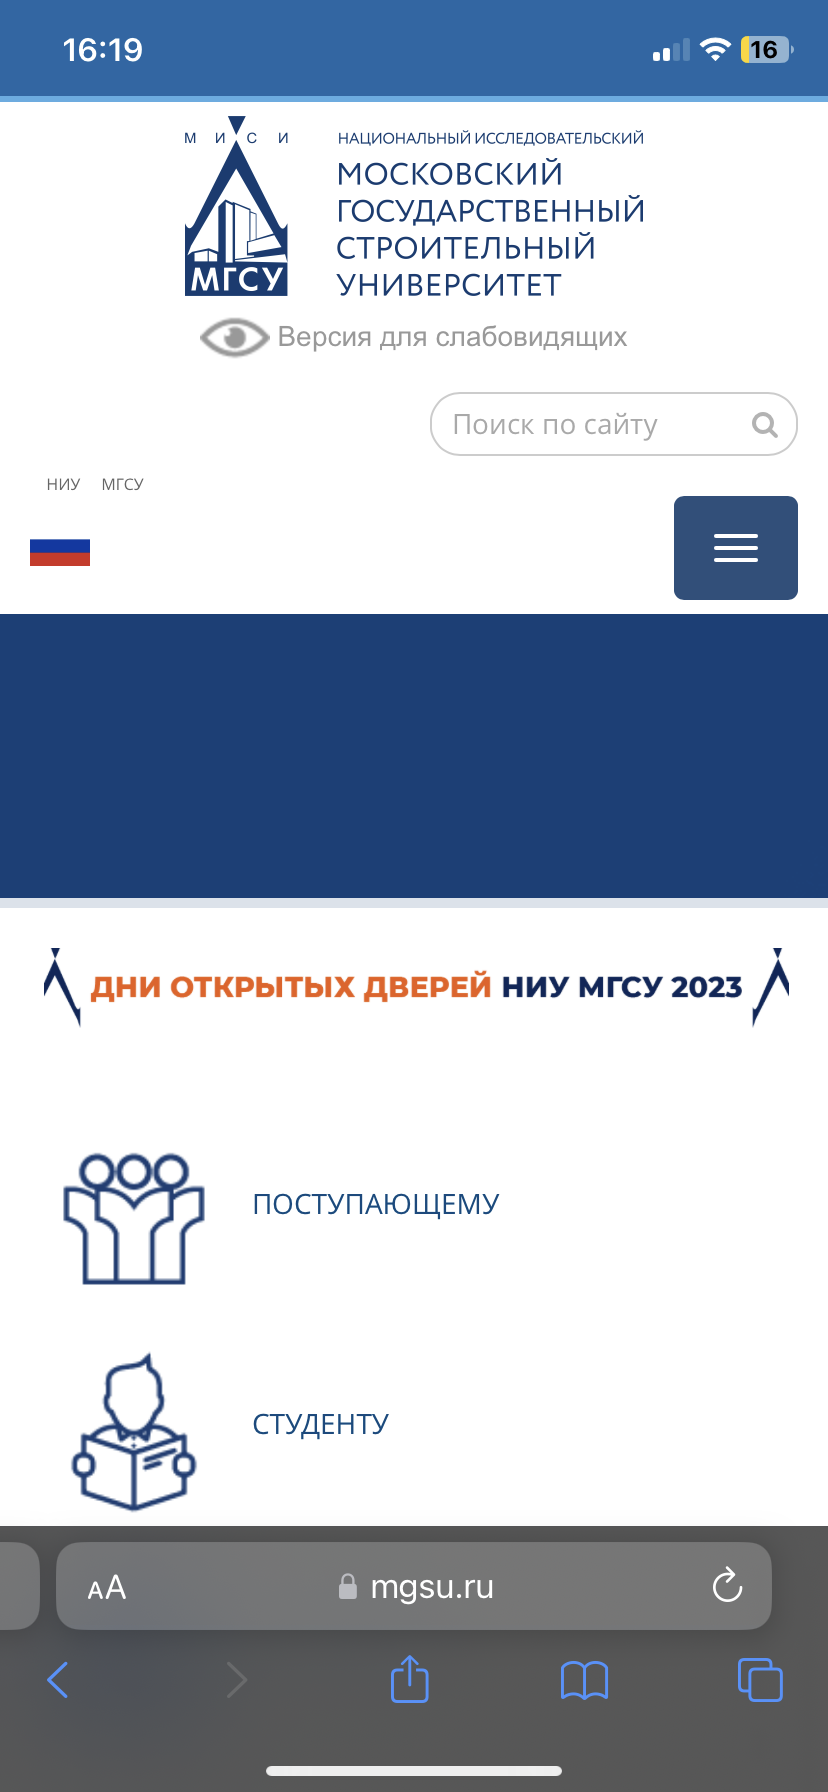 16:19
16
М И С И
НАЦИОНАЛЬНЫЙ ИССЛЕДОВАТЕЛЬСКИЙ
МОСКОВСКИЙ
ГОСУДАРСТВЕННЫЙ
СТРОИТЕЛЬНЫЙ
УНИВЕРСИТЕТ
МГСУ
Версия для слабовидящих
Поиск по сайту
НИУ МГСУ
ДНИ ОТКРЫТЫХ ДВЕРЕЙ НИУ МГСУ 2023
ПОСТУПАЮЩЕМУ
СТУДЕНТУ
AA mgsu.ru